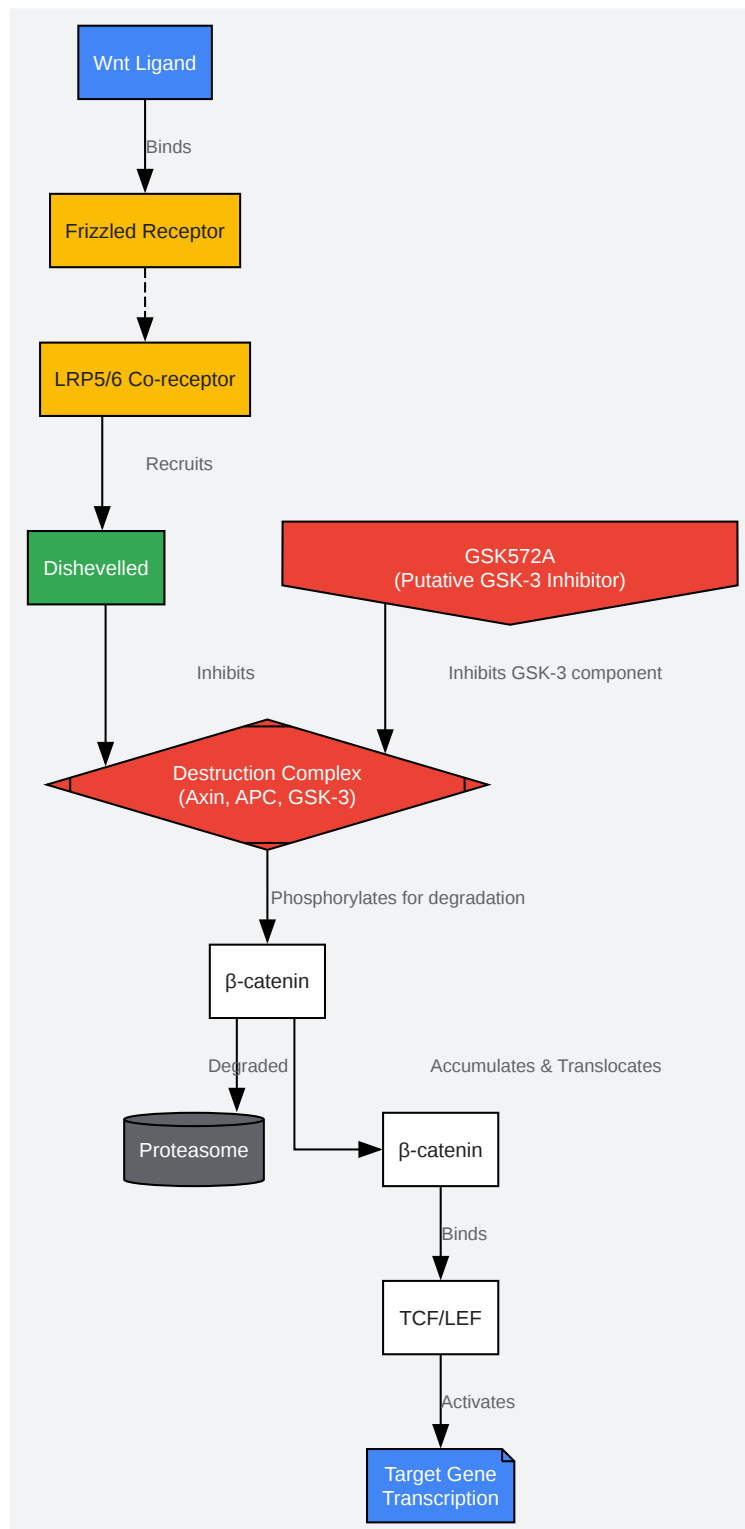 Wnt Ligand
Binds
Frizzled Receptor
LRP5/6 Co-receptor
Recruits
Dishevelled
GSK572A
(Putative GSK-3 Inhibitor)
Inhibits
Inhibits GSK-3 component
Destruction Complex
(Axin, APC, GSK-3)
Phosphorylates for degradation
β-catenin
Degraded
Accumulates & Translocates
Proteasome
β-catenin
Binds
TCF/LEF
Activates
Target Gene
Transcription